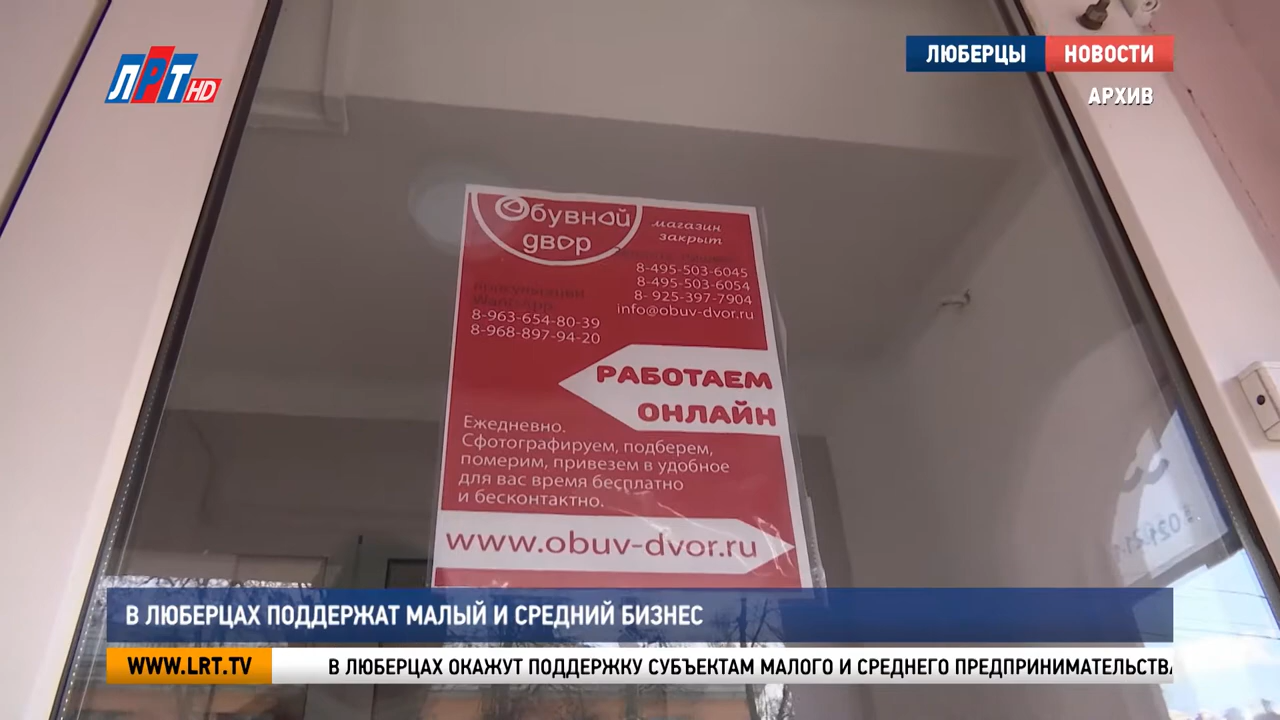 ЛРТ HD
ЛЮБЕРЦЫ НОВОСТИ
АРХИВ
Обувной
двор
магазин
закрыт
8-495-503-6045
8-495-503-6054
8- 925-397-7904
info@obuv-dvor.ru
8-963-654-80-39
8-968-897-94-20
РАБОТАЕМ
ОНЛАЙН
Ежедневно.
Сфотографируем, подберем,
померим, привезем в удобное
для вас время бесплатно
и бесконтактно.
www.obuv-dvor.ru
В ЛЮБЕРЦАХ ПОДДЕРЖАТ МАЛЫЙ И СРЕДНИЙ БИЗНЕС
WWW.LRT.TV
В ЛЮБЕРЦАХ ОКАЖУТ ПОДДЕРЖКУ СУБЪЕКТАМ МАЛОГО И СРЕДНЕГО ПРЕДПРИНИМАТЕЛЬСТВА